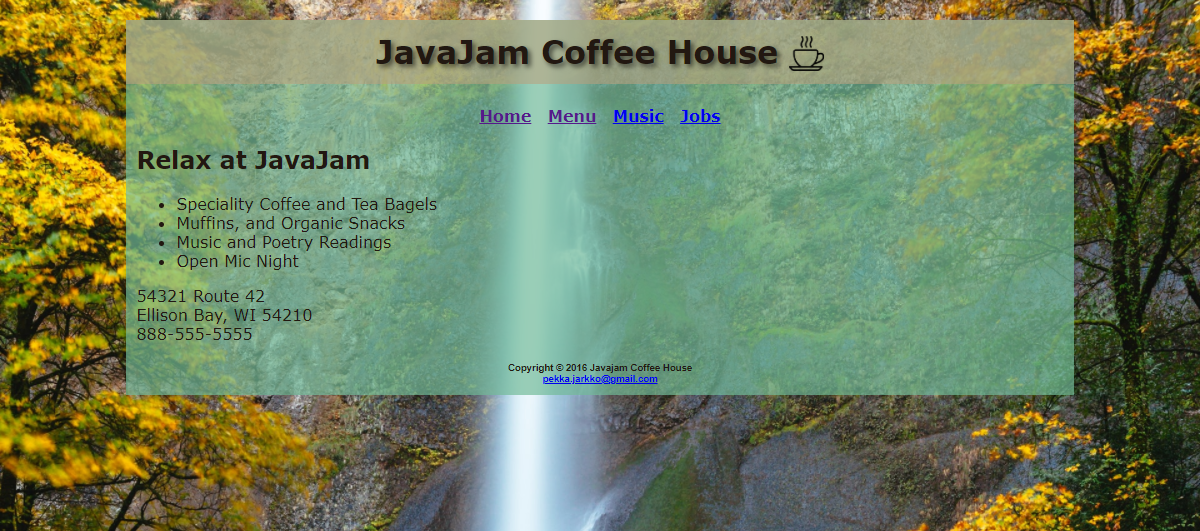 JavaJam Coffee House
Home Menu Music Jobs
Relax at JavaJam
Speciality Coffee and Tea Bagels
Muffins, and Organic Snacks
Music and Poetry Readings
Open Mic Night
54321 Route 42
Ellison Bay, WI 54210
888-555-5555
Copyright © 2016 Javajam Coffee House
pekka.jarkko@gmail.com